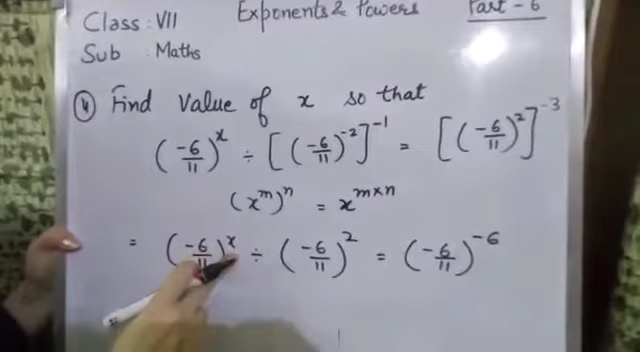 Class : VII Exponents & Powers Part - 6
Sub : Maths
④ Find value of x so that
(-6/11)^x ÷ [(-6/11)^-2]^-1 = [(-6/11)^2]^-3
(x^m)^n = x^m×n
= (-6/11)^x ÷ (-6/11)^2 = (-6/11)^-6